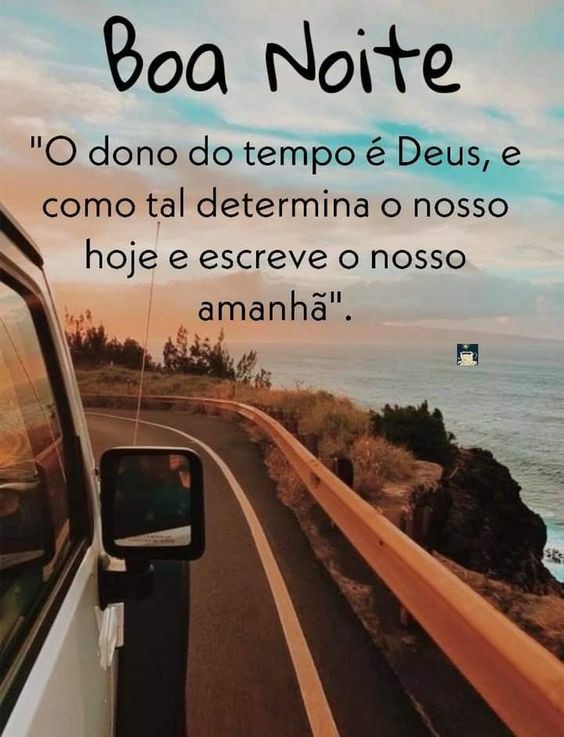 Boa Noite
"O dono do tempo é Deus, e
como tal determina o nosso
hoje e escreve o nosso
amanhã".